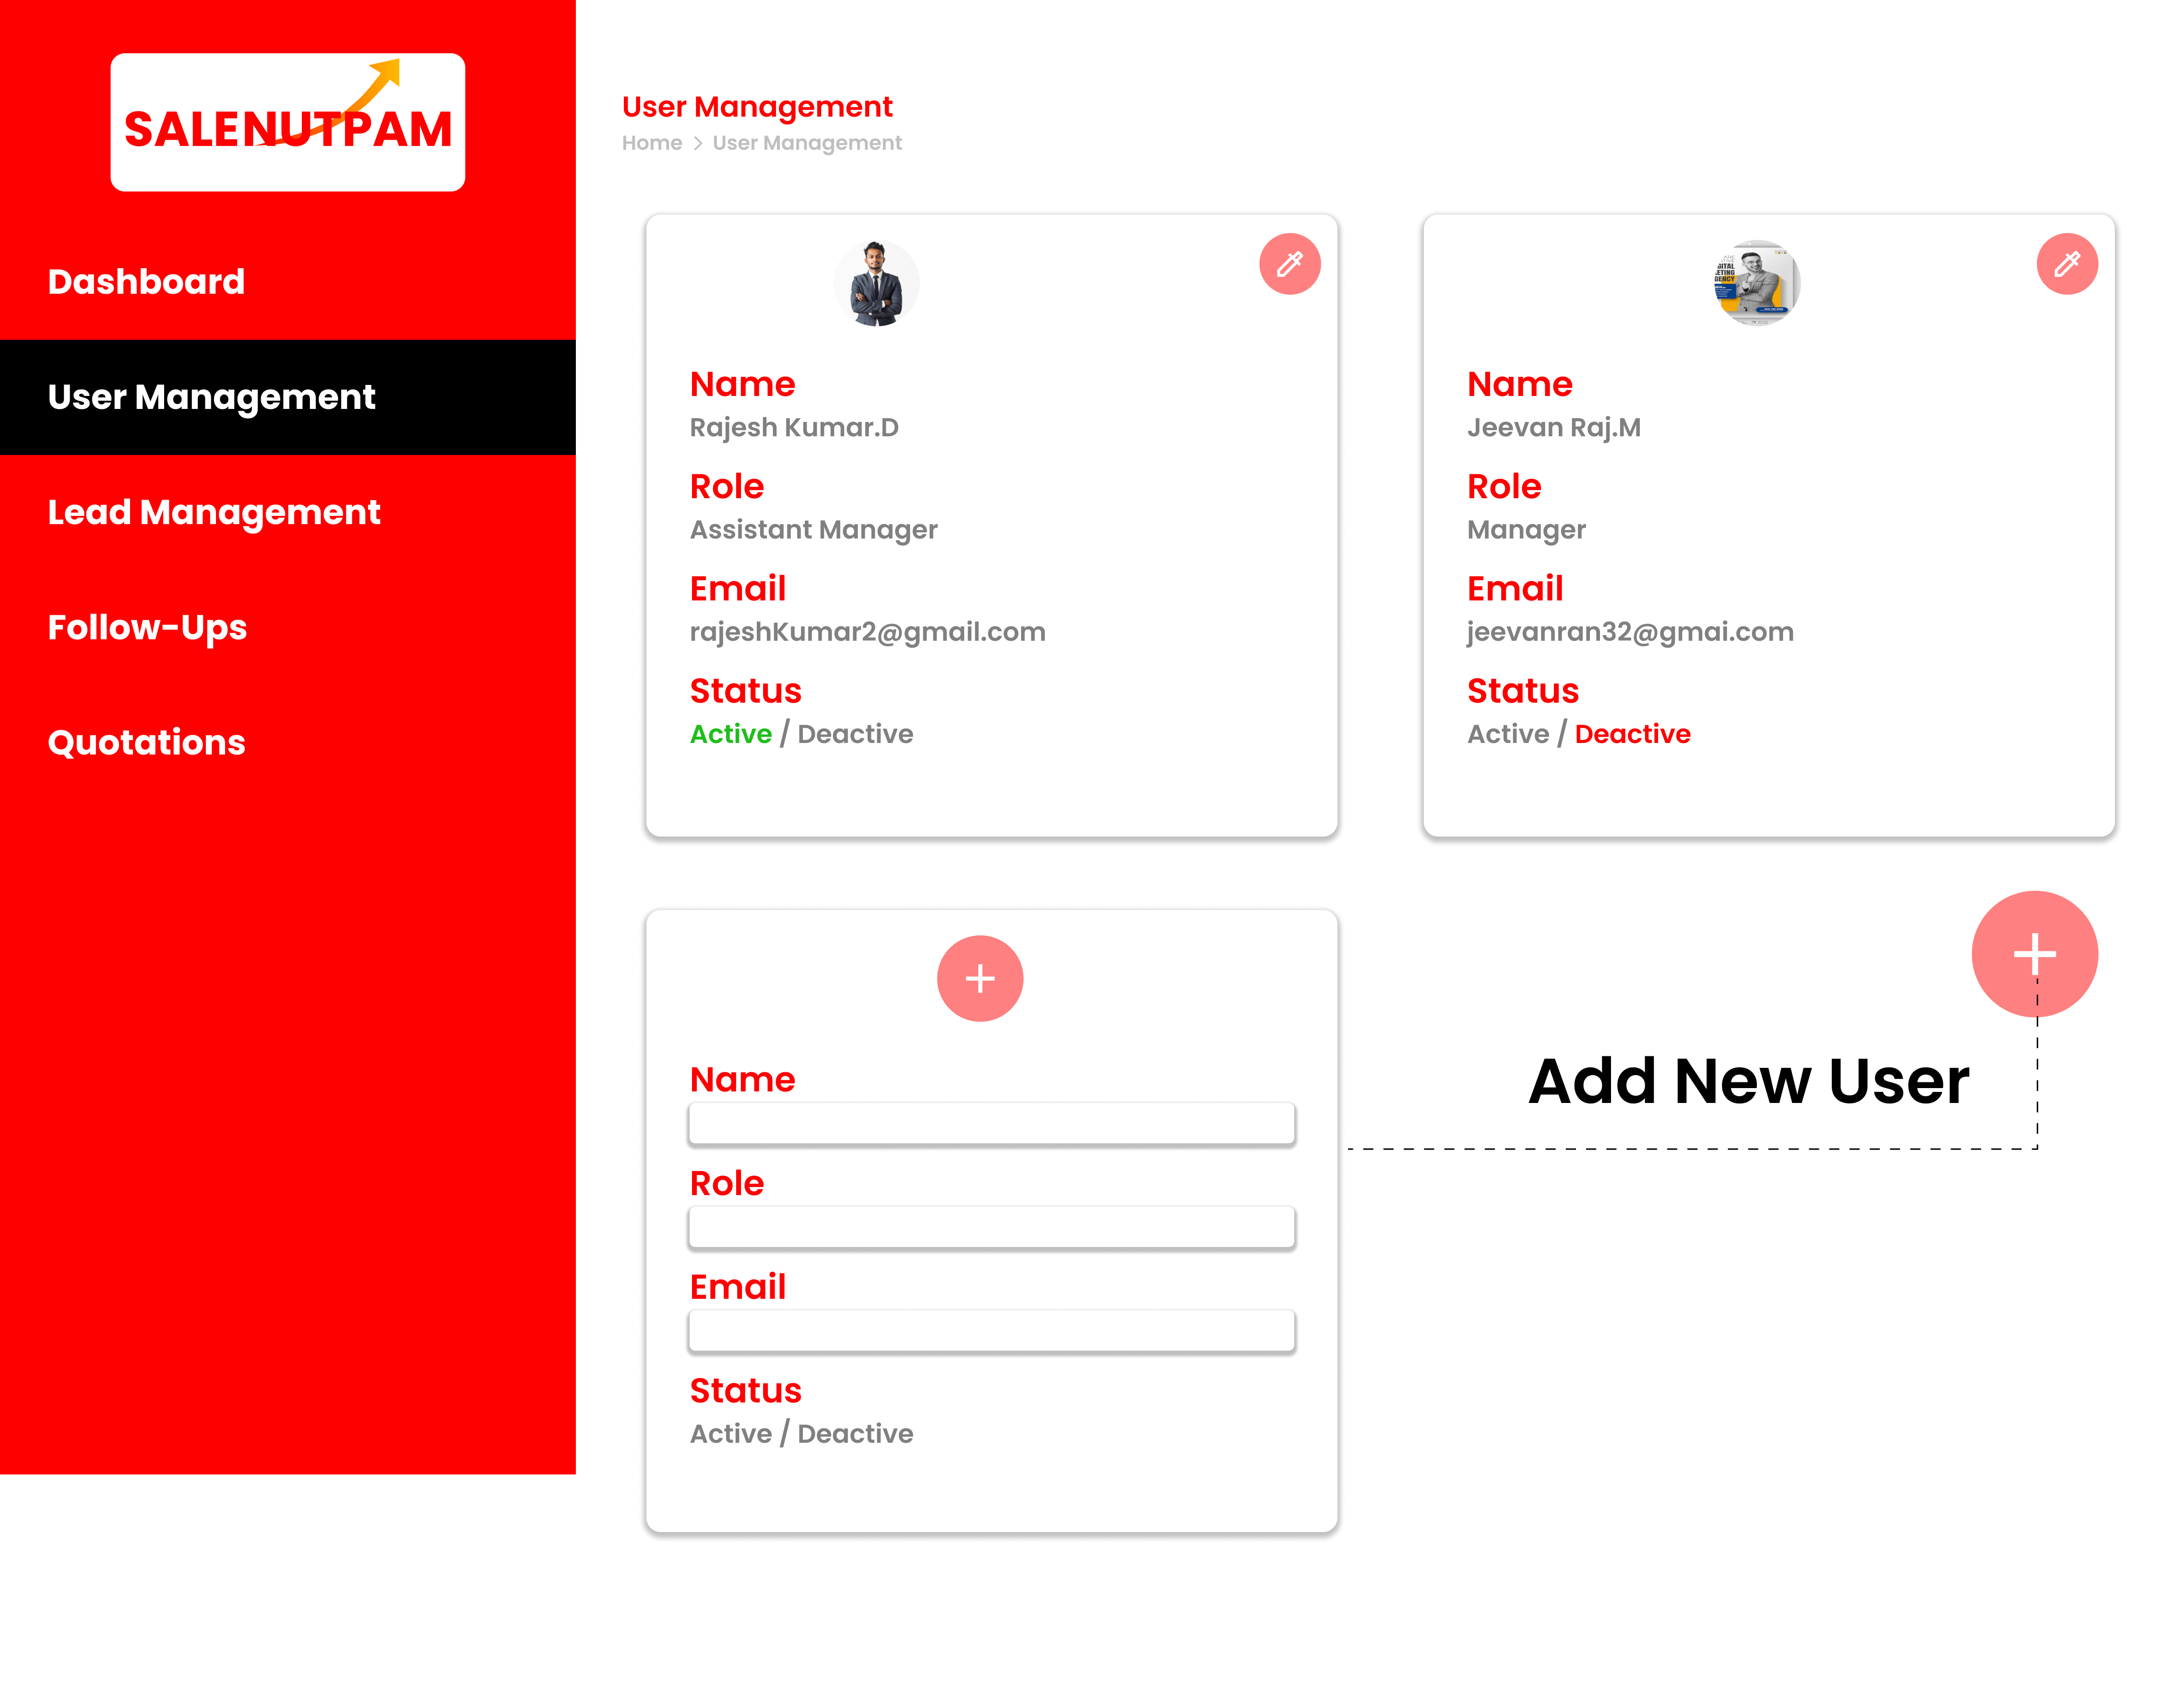 SALENUTPAM
Dashboard
User Management
Lead Management
Follow-Ups
Quotations
User Management
Home > User Management
Name
Rajesh Kumar.D
Role
Assistant Manager
Email
rajeshKumar2@gmail.com
Status
Active / Deactive
Name
Jeevan Raj.M
Role
Manager
Email
jeevanran32@gmai.com
Status
Active / Deactive
Name
Role
Email
Status
Active / Deactive
Add New User